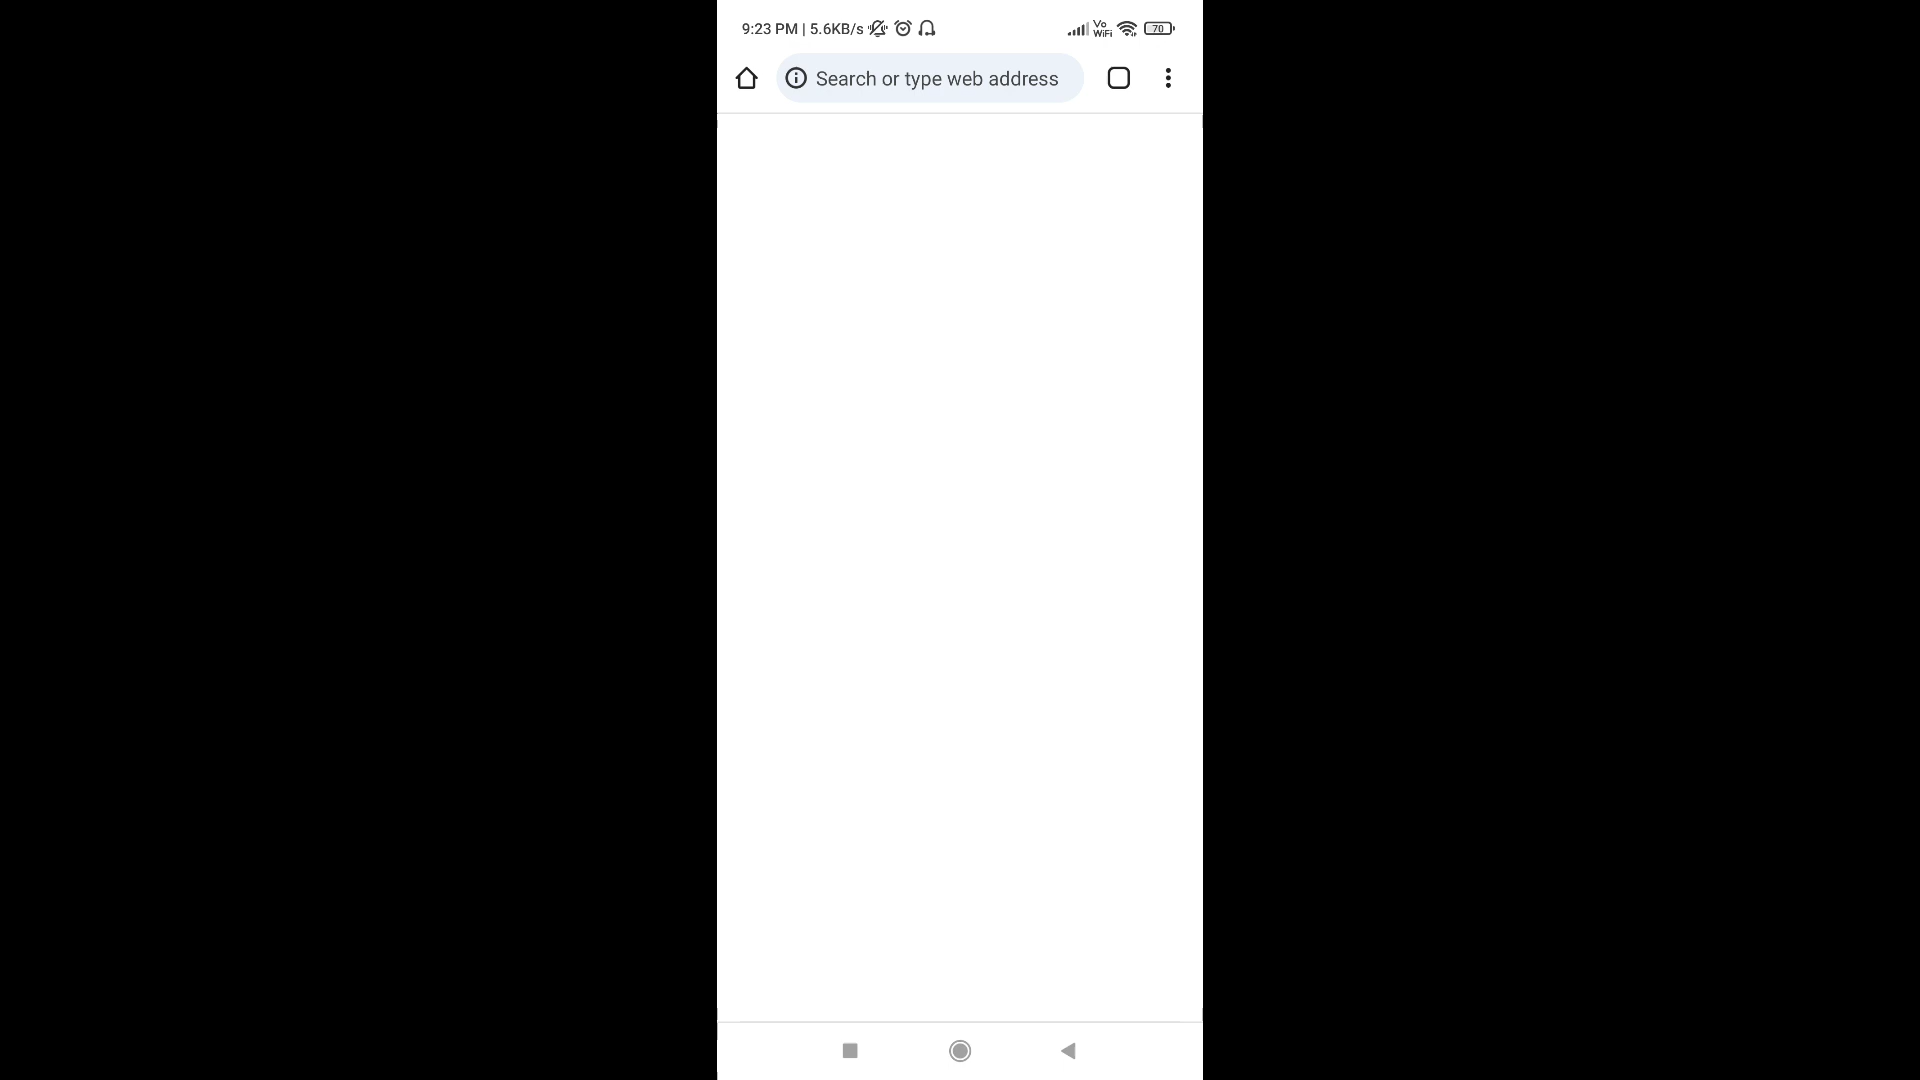 9:23 PM | 5.6KB/s
Vo
WiFi
70
Search or type web address